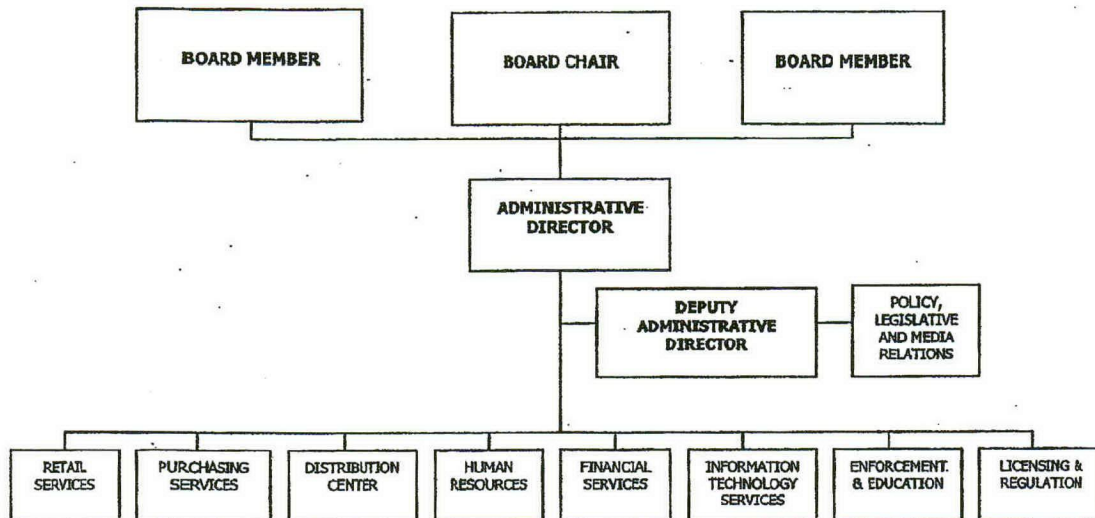 BOARD MEMBER
BOARD CHAIR
BOARD MEMBER
ADMINISTRATIVE
DIRECTOR
DEPUTY
ADMINISTRATIVE
DIRECTOR
POLICY,
LEGISLATIVE
AND MEDIA
RELATIONS
RETAIL
SERVICES
PURCHASING
SERVICES
DISTRIBUTION
CENTER
HUMAN
RESOURCES
FINANCIAL
SERVICES
INFORMATION
TECHNOLOGY
SERVICES
ENFORCEMENT.
& EDUCATION
LICENSING &
REGULATION